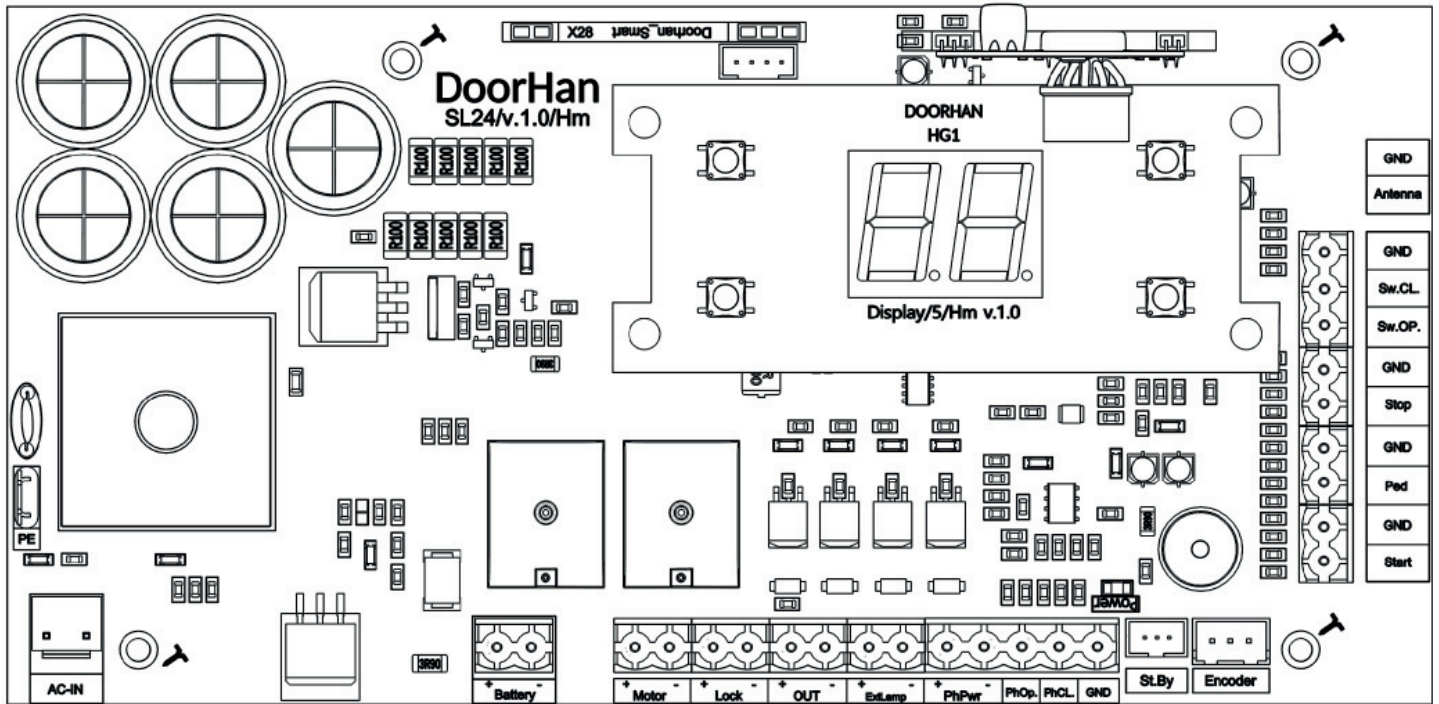 X28 Doorhan_Smart
DoorHan
SL24/v.1.0/Hm
DOORHAN
HG1
R100 R100 R100 R100 R100
R100 R100 R100 R100 R100
Display/5/Hm v.1.0
GND
Antenna
GND
Sw.CL.
Sw.OP.
GND
Stop
GND
Ped
GND
Start
PE
3R90
Power
AC-IN
3R90
+ - + - + - + - + - + -
Battery Motor Lock OUT ExtLamp PhPwr PhOp. PhCL. GND St.By Encoder